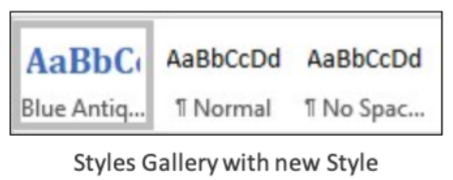 AaBbC AaBbCcDd AaBbCcDd
Blue Antiq... ¶ Normal ¶ No Spac...
Styles Gallery with new Style